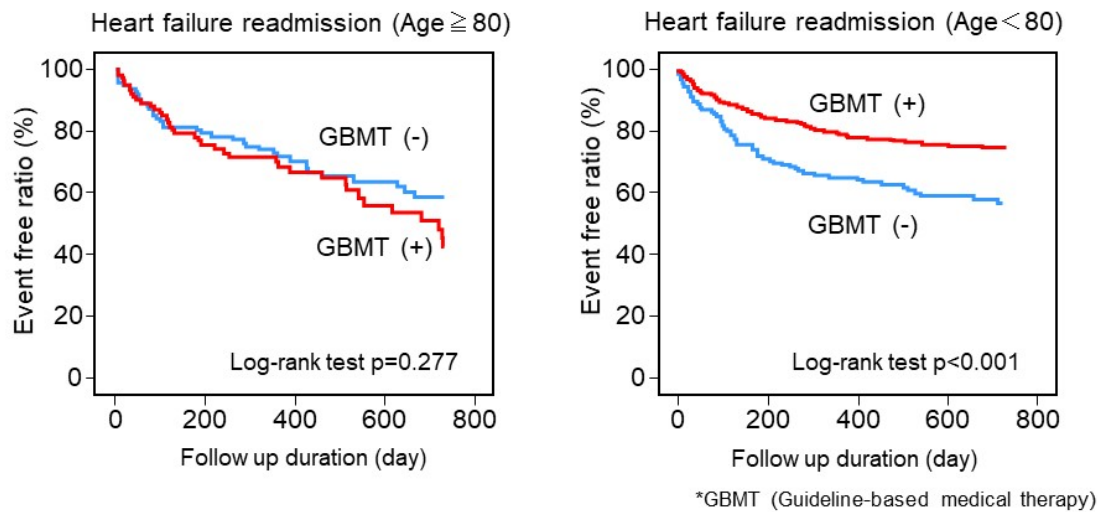 Heart failure readmission (Age≧80)
Event free ratio (%)
100
80
60
40
20
0
GBMT (-)
GBMT (+)
Log-rank test p=0.277
0 200 400 600 800
Follow up duration (day)
Heart failure readmission (Age＜80)
Event free ratio (%)
100
80
60
40
20
0
GBMT (+)
GBMT (-)
Log-rank test p<0.001
0 200 400 600 800
Follow up duration (day)
*GBMT (Guideline-based medical therapy)